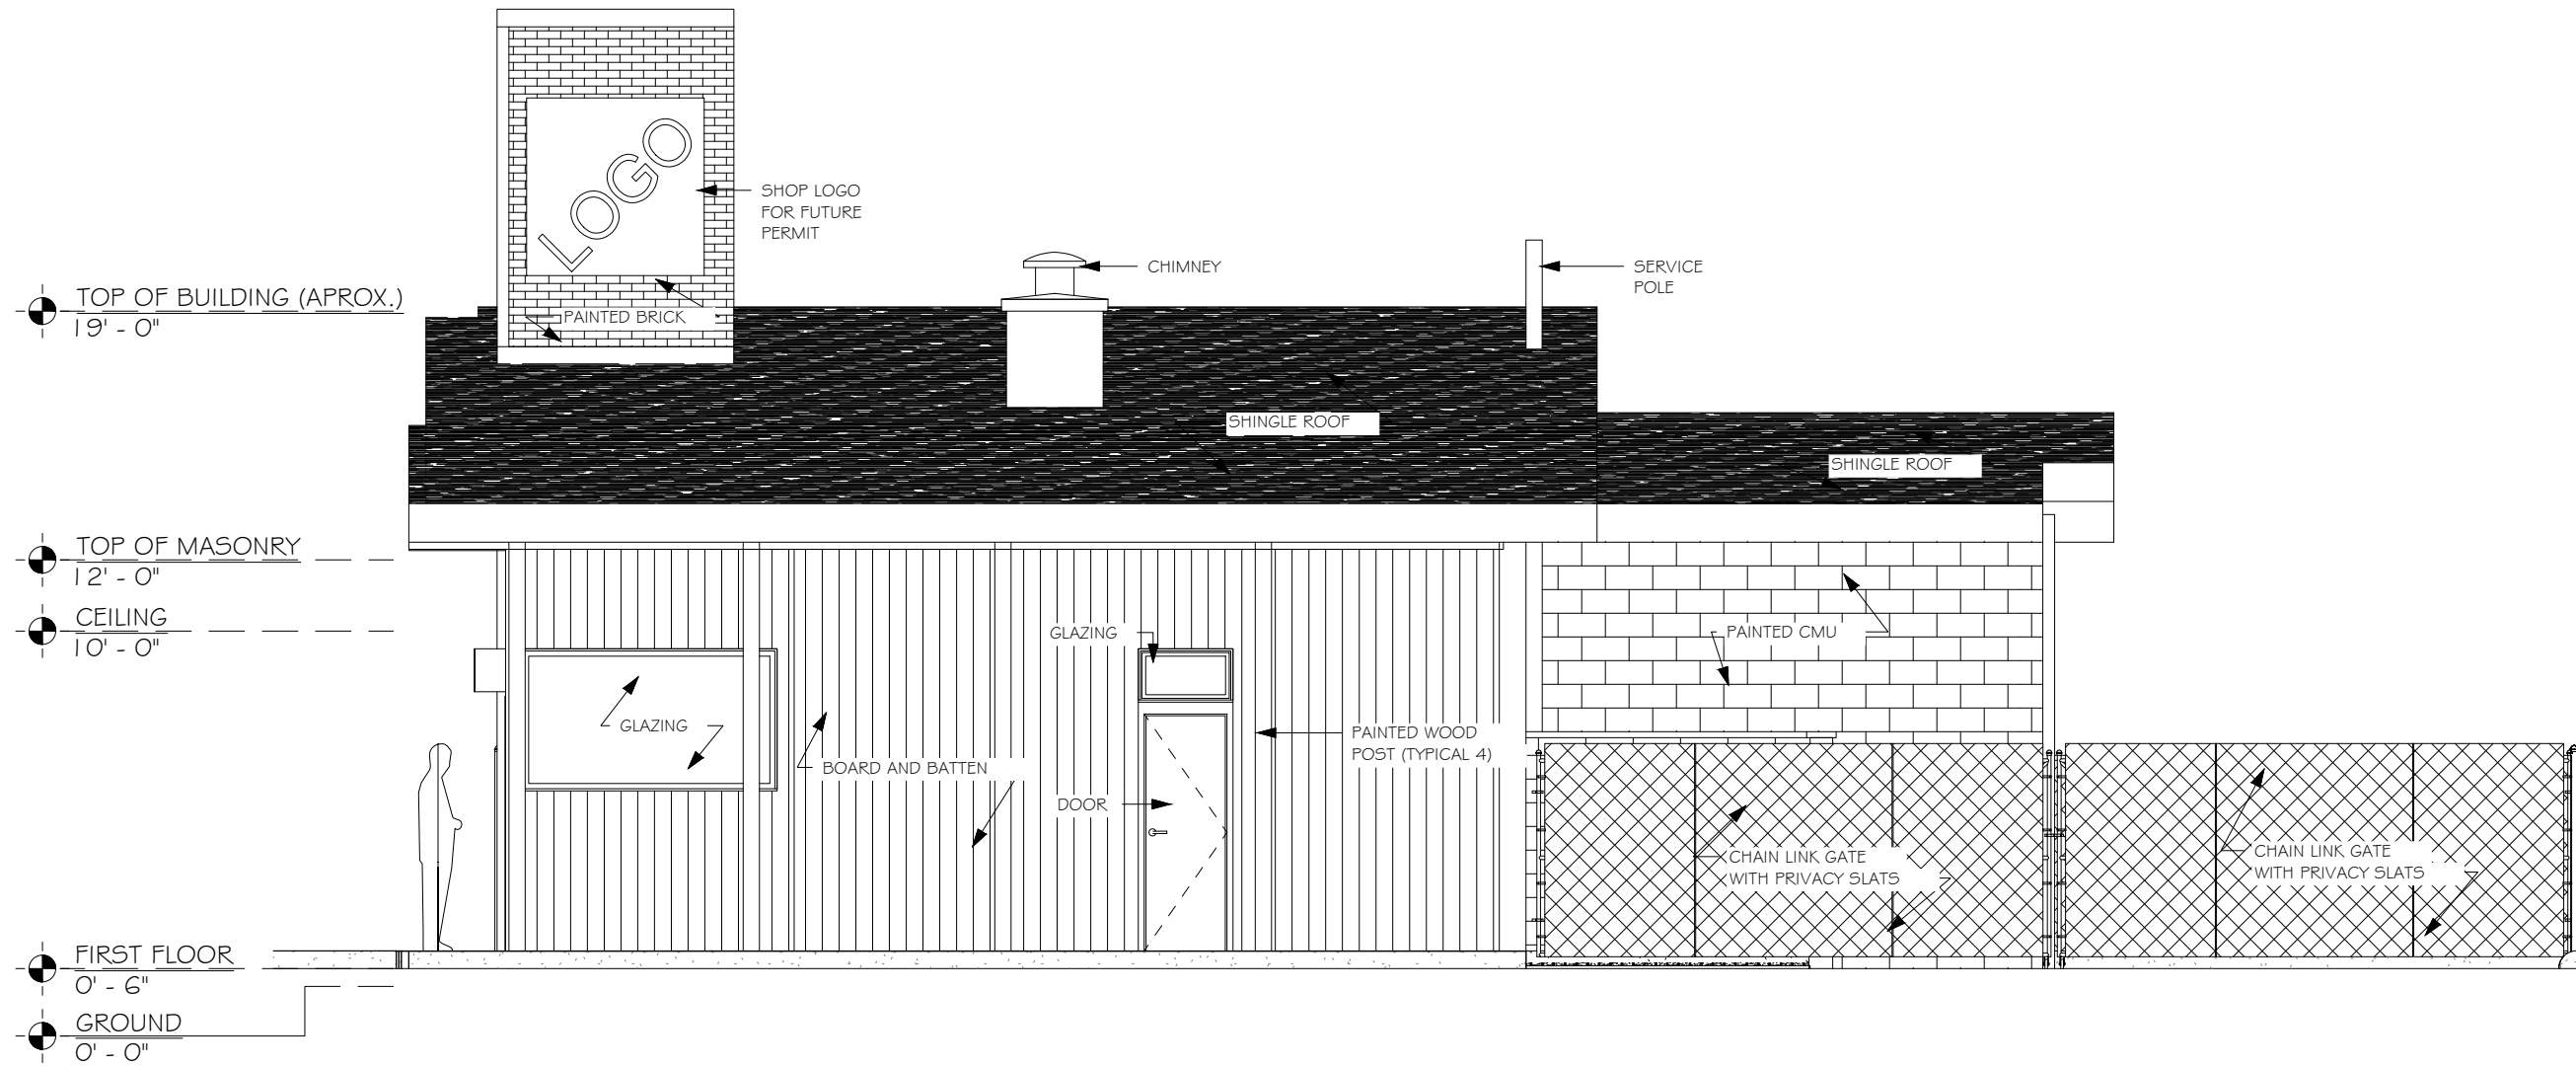 LOGO
SHOP LOGO
FOR FUTURE
PERMIT
CHIMNEY
SERVICE
POLE
TOP OF BUILDING (APROX.)
19' - 0"
PAINTED BRICK
SHINGLE ROOF
SHINGLE ROOF
TOP OF MASONRY
12' - 0"
CEILING
10' - 0"
GLAZING
PAINTED CMU
GLAZING
PAINTED WOOD
POST (TYPICAL 4)
BOARD AND BATTEN
DOOR
CHAIN LINK GATE
WITH PRIVACY SLATS
CHAIN LINK GATE
WITH PRIVACY SLATS
FIRST FLOOR
0' - 6"
GROUND
0' - 0"